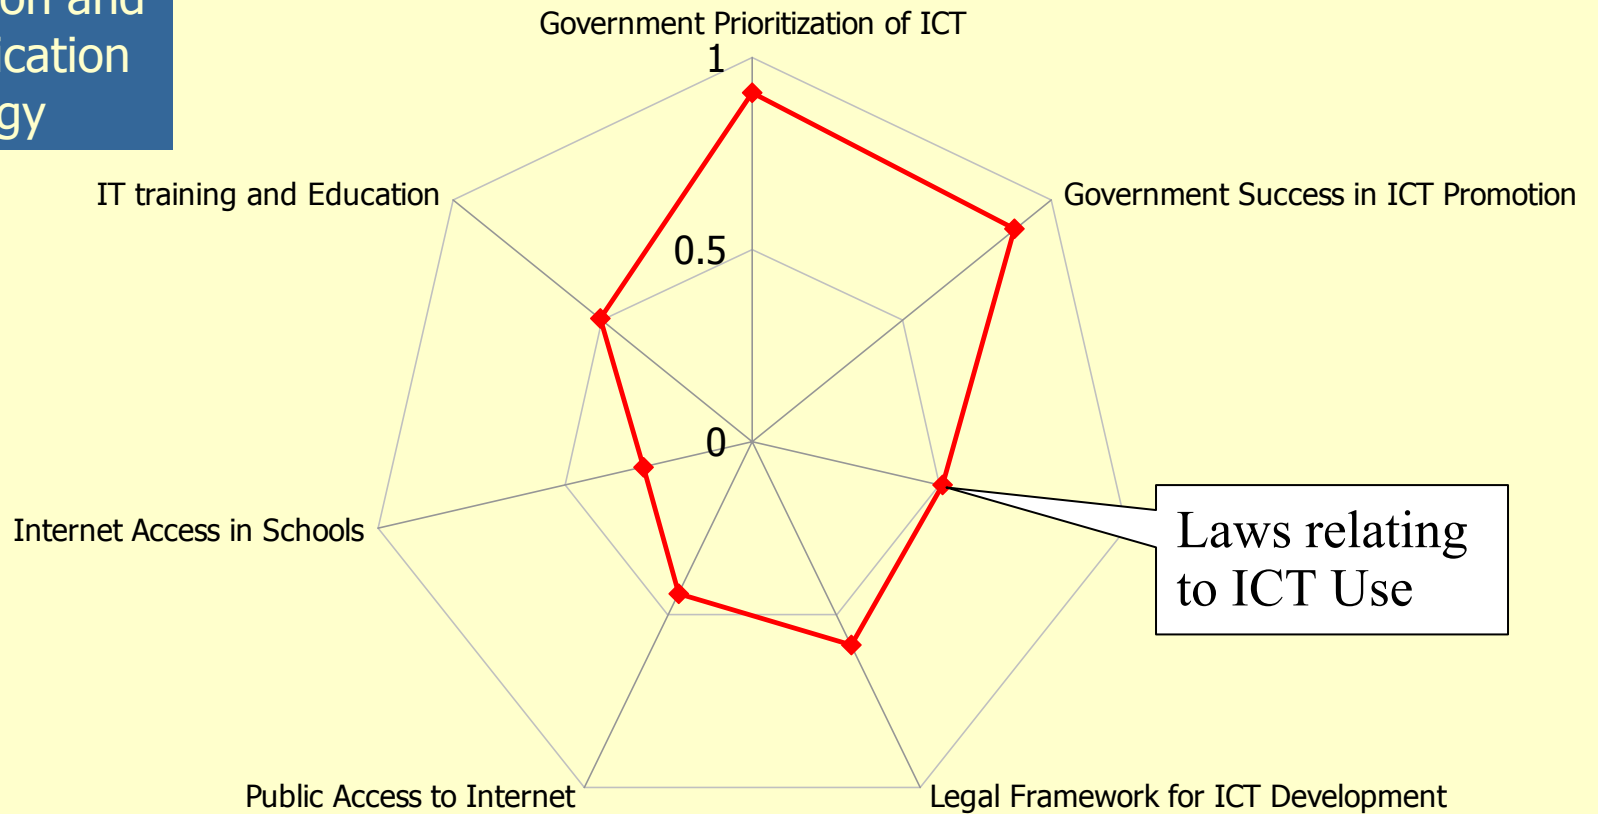 Government Prioritization of ICT
1
IT training and Education
Government Success in ICT Promotion
0.5
0
Internet Access in Schools
Laws relating
to ICT Use
Public Access to Internet
Legal Framework for ICT Development
and